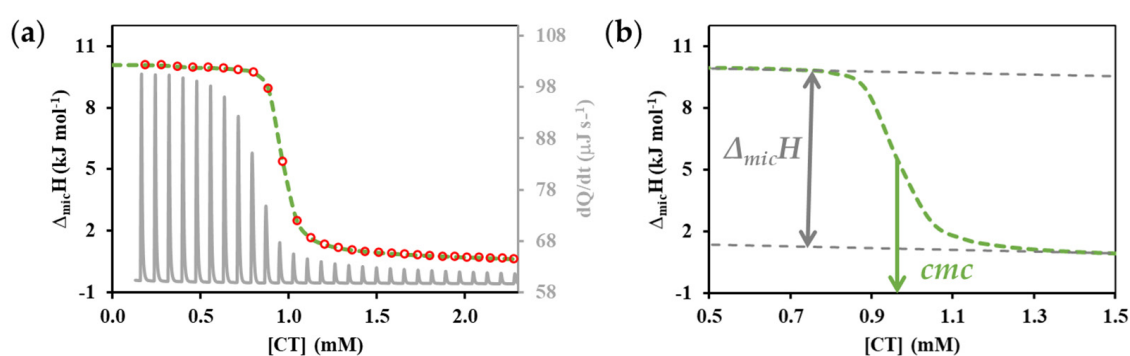 (a)
11
8
5
2
-1
ΔmicH (kJ mol-1)
108
98
88
78
68
58
dQ/dt (µJ s-1)
0.0 0.5 1.0 1.5 2.0
[CT] (mM)
(b)
11
8
5
2
-1
ΔmicH (kJ mol-1)
ΔmicH
cmc
0.5 0.7 0.9 1.1 1.3 1.5
[CT] (mM)